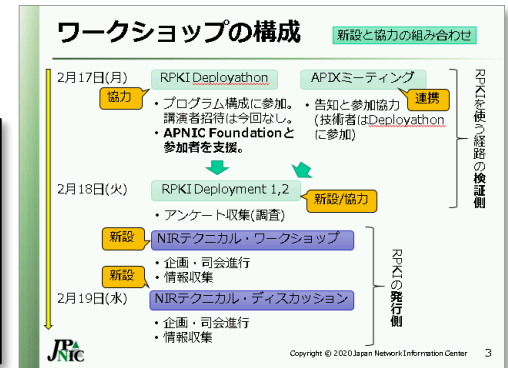 ワークショップの構成
新設と協力の組み合わせ
2月17日(月)
RPKI Deployathon
協力
・プログラム構成に参加。
講演者招待は今回なし。
・APNIC Foundationと
参加者を支援。
APIXミーティング
連携
・告知と参加協力
(技術者はDeployathon
に参加)
RPKIを使う経路の検証側
2月18日(火)
RPKI Deployment 1,2
新設/協力
・アンケート収集(調査)
新設
NIRテクニカル・ワークショップ
・企画・司会進行
・情報収集
新設
2月19日(水)
NIRテクニカル・ディスカッション
・企画・司会進行
・情報収集
RPKIの発行側
JPNIC
Copyright © 2020 Japan Network Information Center
3